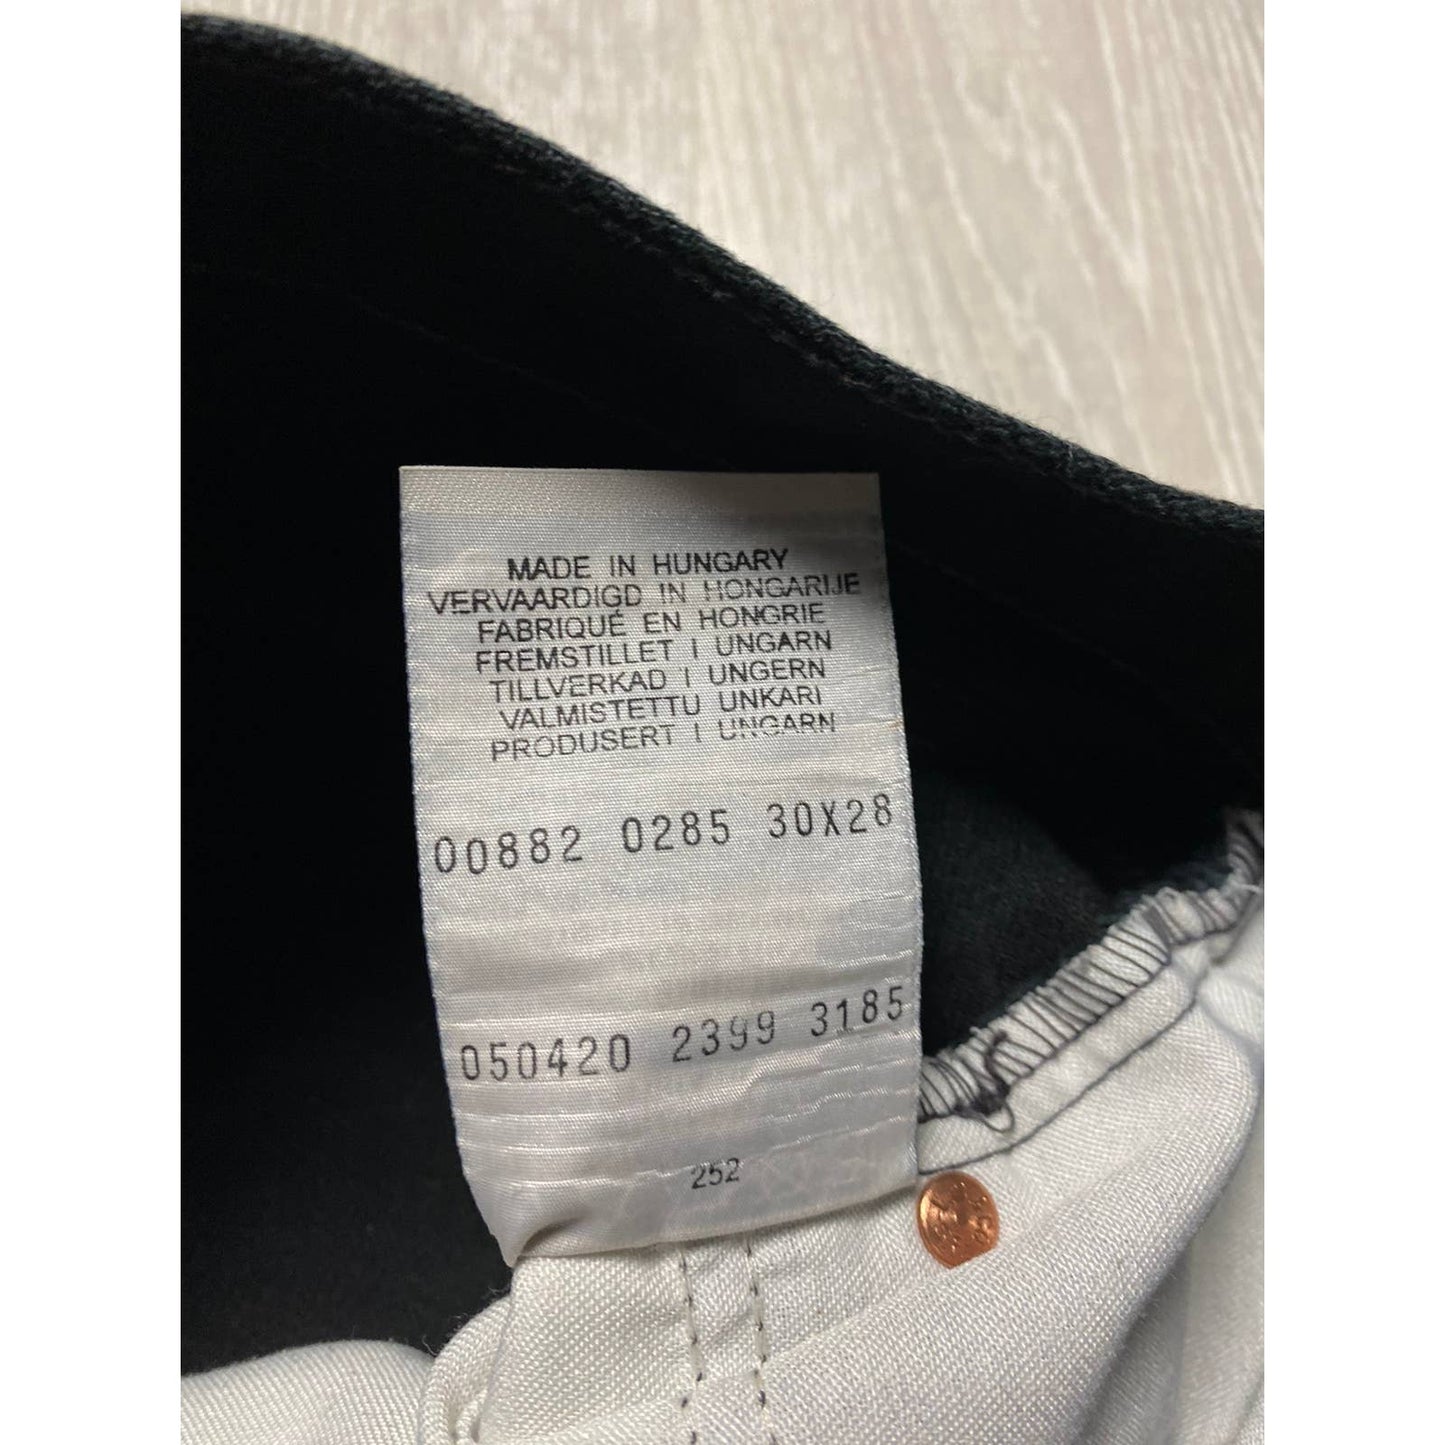 MADE IN HUNGARY
VERVAARDIGD IN HONGARIJE
FABRIQUÉ EN HONGRIE
FREMSTILLET I UNGARN
TILLVERKAD I UNGERN
VALMISTETTU UNKARI
PRODUSERT I UNGARN
00882 0285 30X28
050420 2399 3185
252